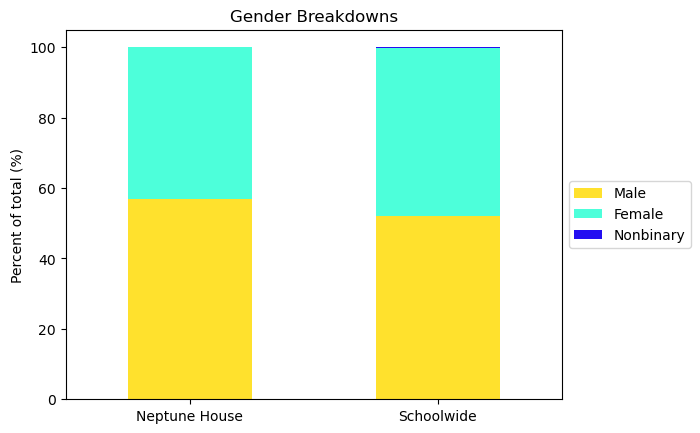 Gender Breakdowns
Percent of total (%)
100
80
60
40
20
0
Neptune House
Schoolwide
Male
Female
Nonbinary